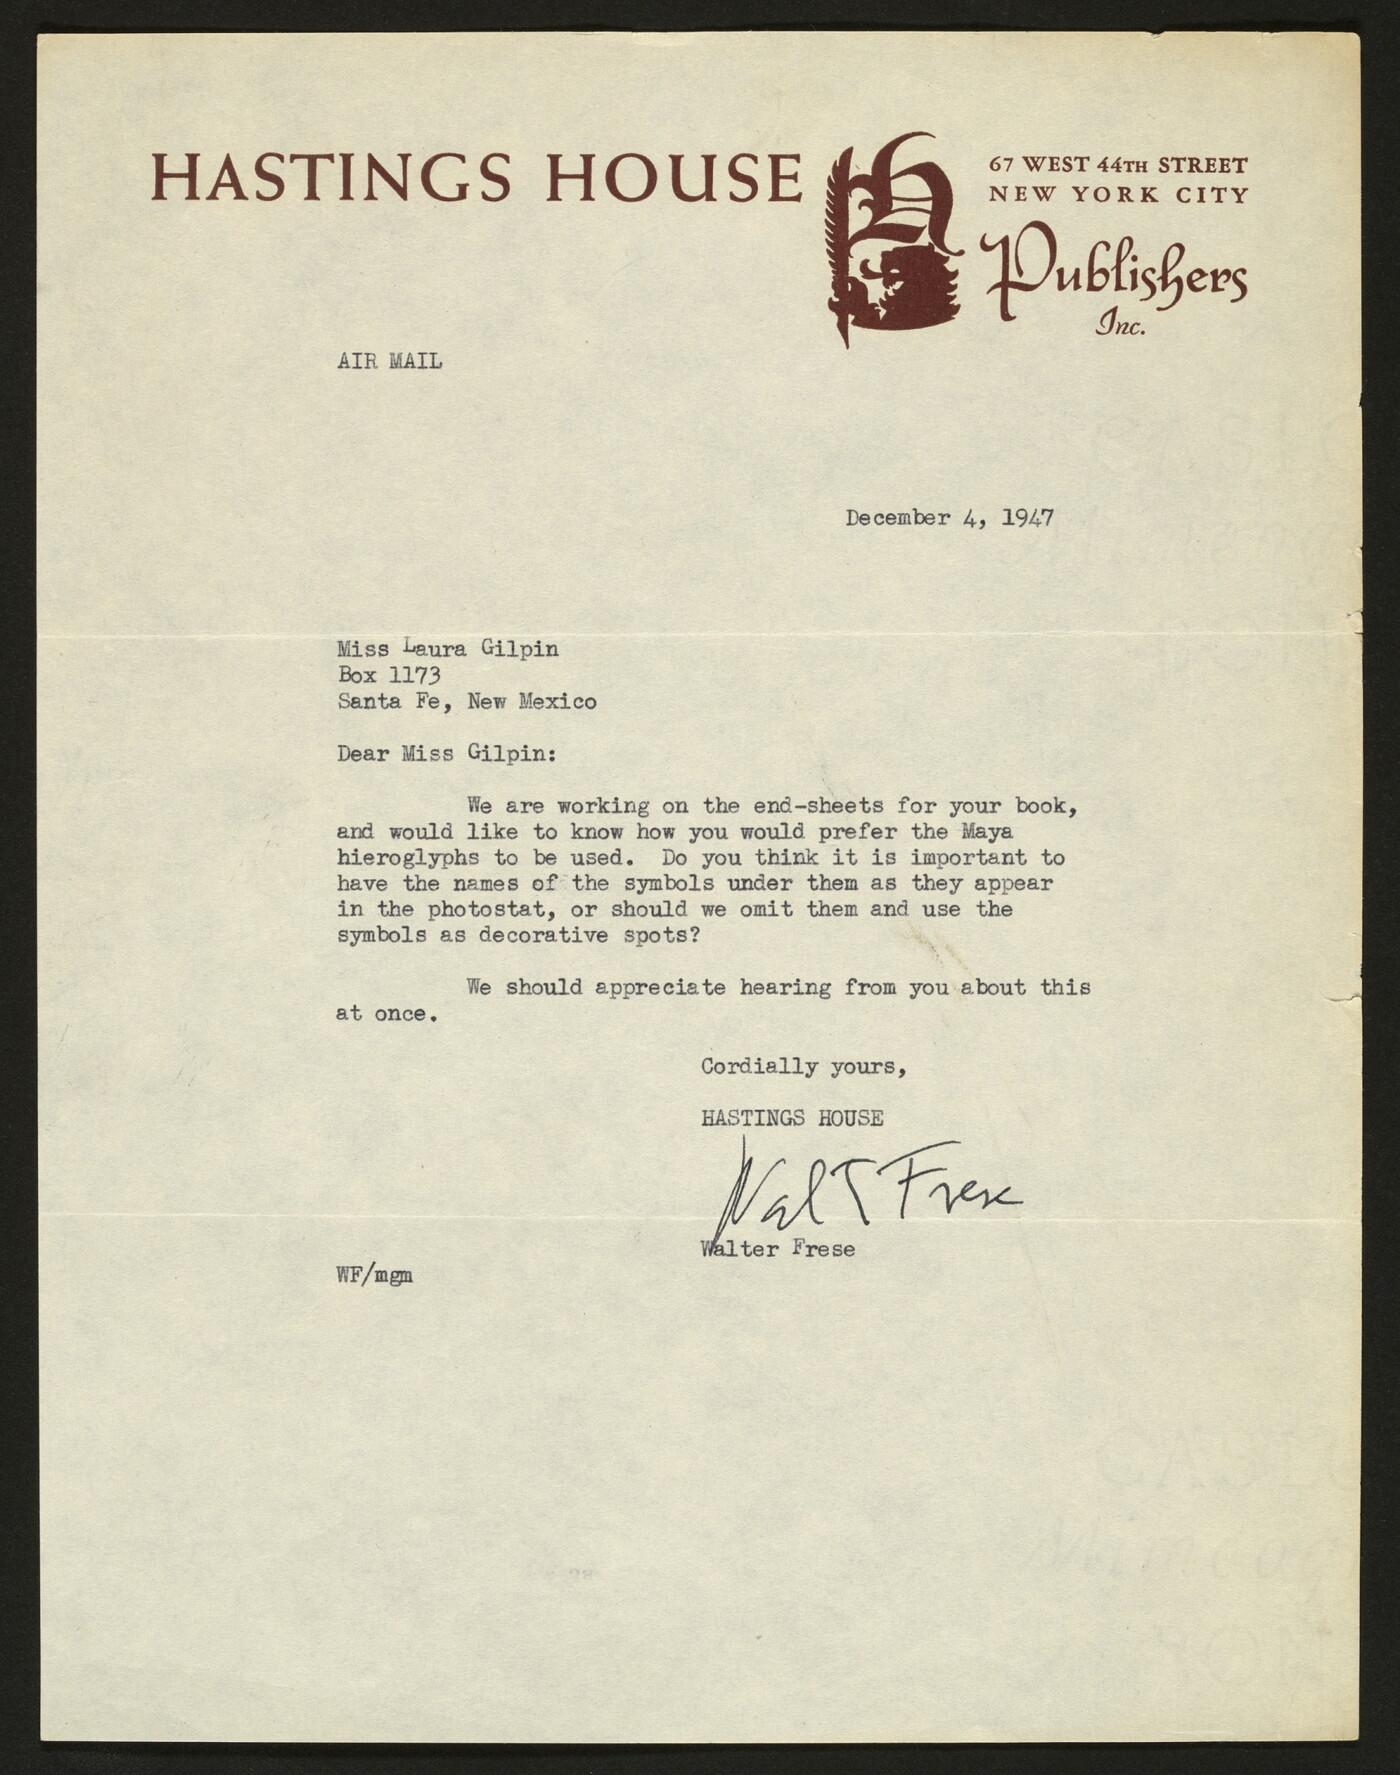 HASTINGS HOUSE
H
67 WEST 44TH STREET
NEW YORK CITY
Publishers
Inc.
AIR MAIL
December 4, 1947
Miss Laura Gilpin
Box 1173
Santa Fe, New Mexico
Dear Miss Gilpin:
We are working on the end-sheets for your book,
and would like to know how you would prefer the Maya
hieroglyphs to be used. Do you think it is important to
have the names of the symbols under them as they appear
in the photostat, or should we omit them and use the
symbols as decorative spots?
We should appreciate hearing from you about this
at once.
Cordially yours,
HASTINGS HOUSE
Walt Frese
Walter Frese
WF/mgm